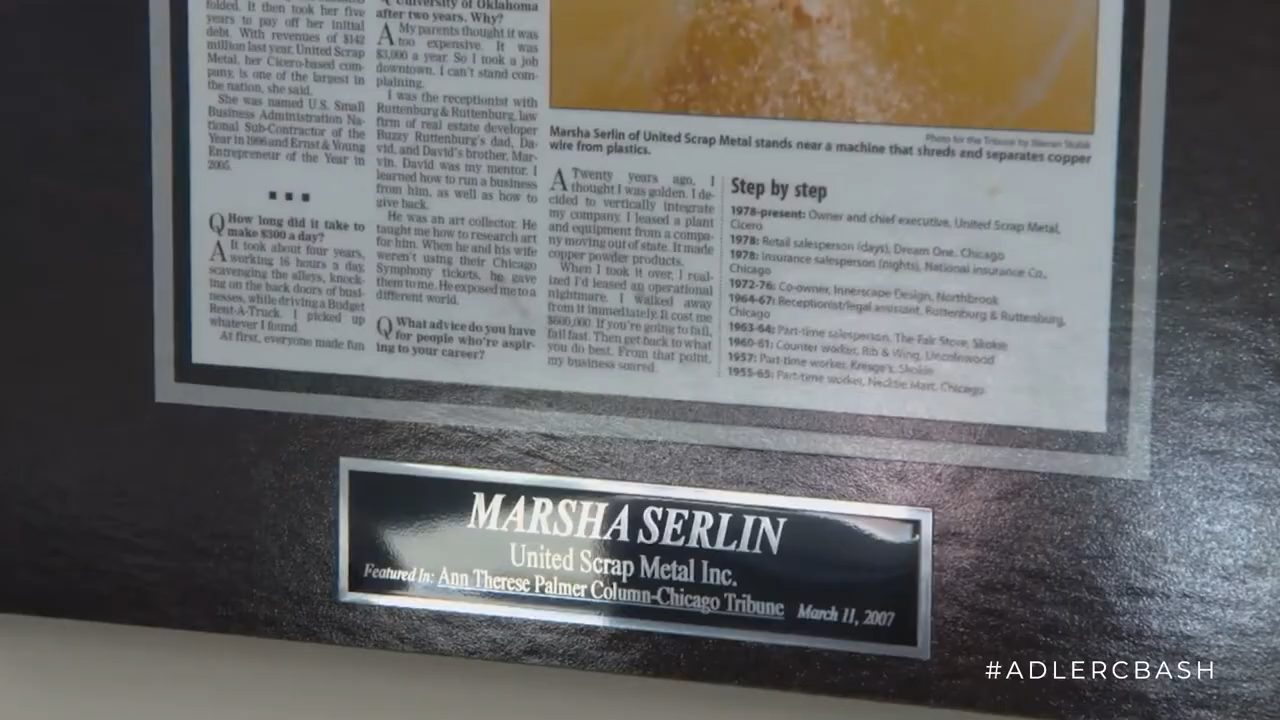 folded. It then took her five
years to pay off her initial
debt. With revenues of $142
million last year, United Scrap
Metal, her Cicero-based com-
pany, is one of the largest in
the nation, she said.
She was named U.S. Small
Business Administration Na-
tional Sub-Contractor of the
Year in 1996 and Ernst & Young
Entrepreneur of the Year in
2005.
Q How long did it take to
make $300 a day?
A It took about four years,
working 16 hours a day,
scavenging the alleys, knock-
ing on the back doors of busi-
nesses, while driving a Budget
Rent-A-Truck. I picked up
whatever I found.
At first, everyone made fun
Q University of Oklahoma
after two years. Why?
A My parents thought it was
too expensive. It was
$3,000 a year. So I took a job
downtown. I can't stand com-
plaining.
I was the receptionist with
Ruttenburg & Ruttenburg, law
firm of real estate developer
Buzzy Ruttenburg's dad, Da-
vid, and David's brother, Mar-
vin. David was my mentor. I
learned how to run a business
from him, as well as how to
give back.
He was an art collector. He
taught me how to research art
for him. When he and his wife
weren't using their Chicago
Symphony tickets, he gave
them to me. He exposed me to a
different world.
Q What advice do you have
for people who're aspir-
ing to your career?
Photo for the Tribune by
Marsha Serlin of United Scrap Metal stands near a machine that shreds and separates copper
wire from plastics.
A Twenty years ago, I
thought I was golden. I de-
cided to vertically integrate
my company. I leased a plant
and equipment from a compa-
ny moving out of state. It made
copper powder products.
When I took it over, I real-
ized I'd leased an operational
nightmare. I walked away
from it immediately. It cost me
$600,000. If you're going to fail,
fail fast. Then get back to what
you do best. From that point,
my business soared.
Step by step
1978-present: Owner and chief executive, United Scrap Metal,
Cicero
1978: Retail salesperson (days), Dream One, Chicago
1978: Insurance salesperson (nights), National Insurance Co.,
Chicago
1972-76: Co-owner, Innerscape Design, Northbrook
1964-67: Receptionist/legal assistant, Ruttenburg & Ruttenburg,
Chicago
1963-64: Part-time salesperson, The Fair Store, Skokie
1960-61: Counter worker, Rib & Wing, Lincolnwood
1957: Part-time worker, Kresge's, Skokie
1955-65: Part-time worker, Necktie Mart, Chicago
MARSHA SERLIN
United Scrap Metal Inc.
Featured In: Ann Therese Palmer Column-Chicago Tribune March 11, 2007
#ADLERCBASH